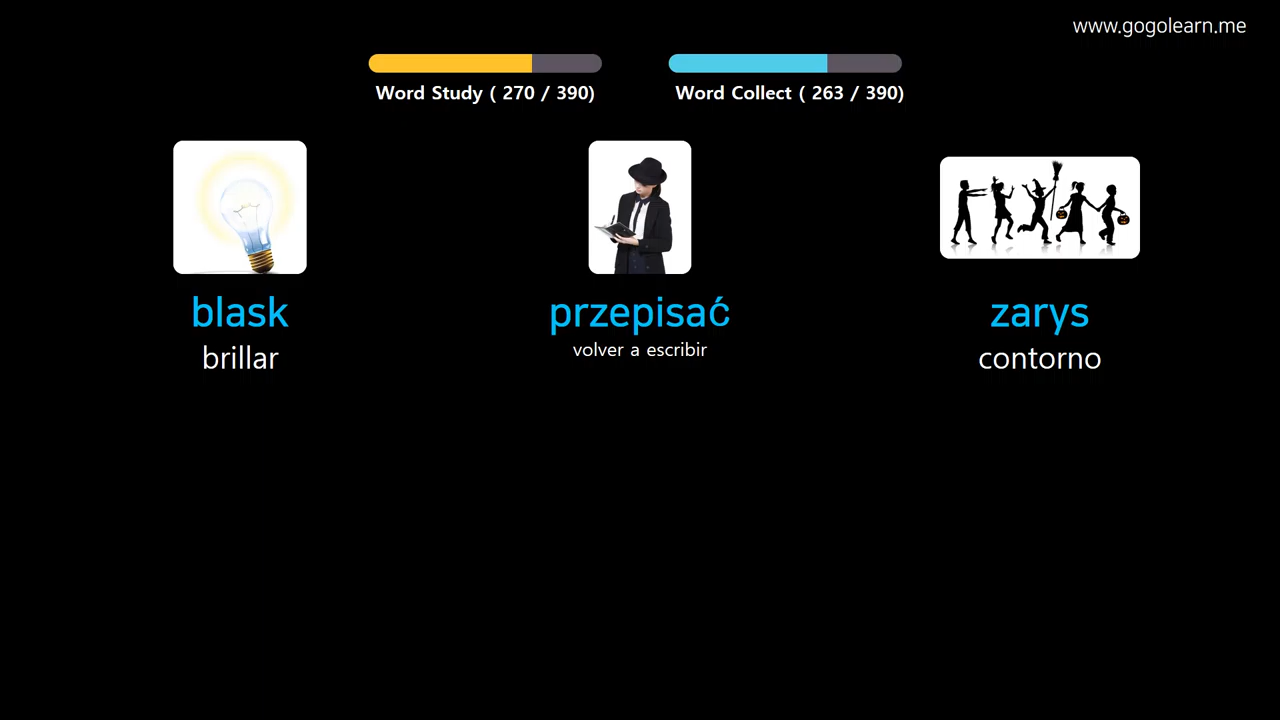 www.gogolearn.me
Word Study ( 270 / 390)
Word Collect ( 263 / 390)
blask
przepisać
zarys
brillar
volver a escribir
contorno